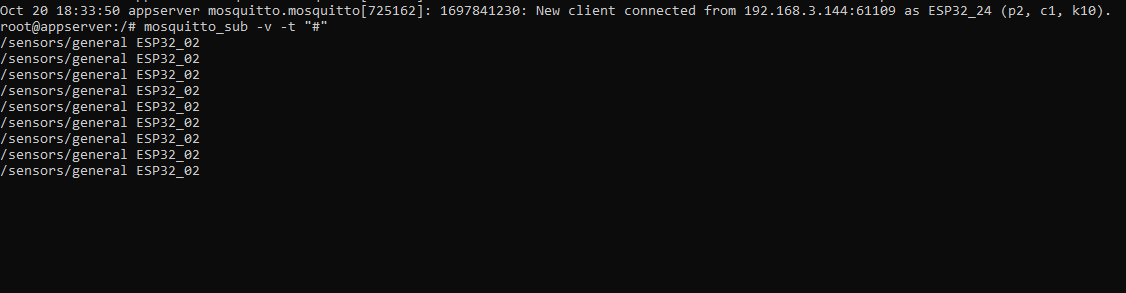 Oct 20 18:33:50 appserver mosquitto.mosquitto[725162]: 1697841230: New client connected from 192.168.3.144:61109 as ESP32_24 (p2, c1, k10).
root@appserver:/# mosquitto_sub -v -t "#"
/sensors/general ESP32_02
/sensors/general ESP32_02
/sensors/general ESP32_02
/sensors/general ESP32_02
/sensors/general ESP32_02
/sensors/general ESP32_02
/sensors/general ESP32_02
/sensors/general ESP32_02
/sensors/general ESP32_02